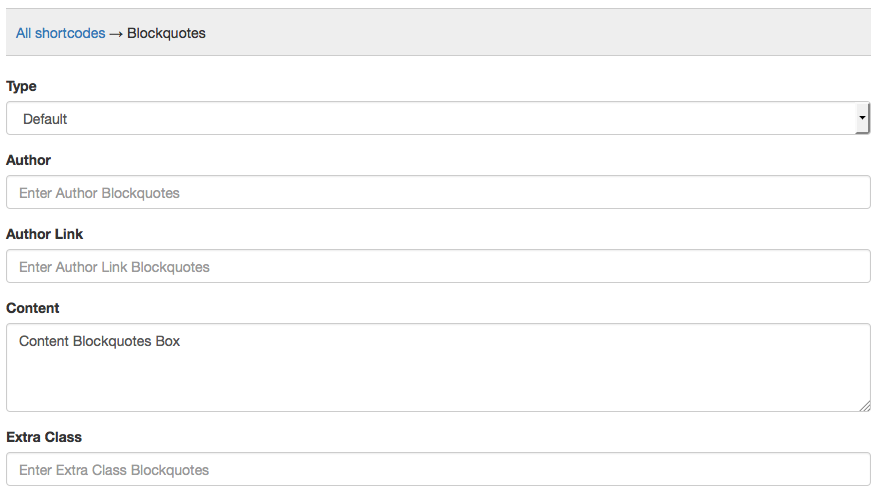 All shortcodes → Blockquotes
Type
Default
Author
Enter Author Blockquotes
Author Link
Enter Author Link Blockquotes
Content
Content Blockquotes Box
Extra Class
Enter Extra Class Blockquotes